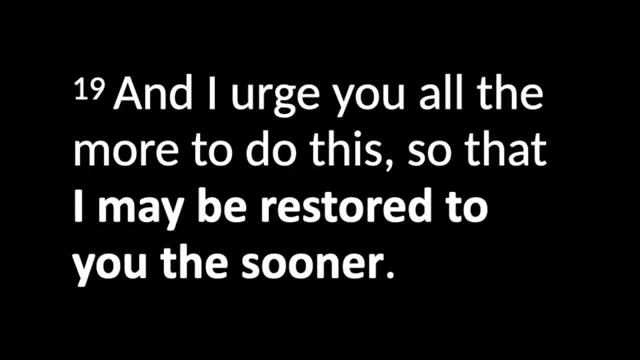 19 And I urge you all the
more to do this, so that
I may be restored to
you the sooner.